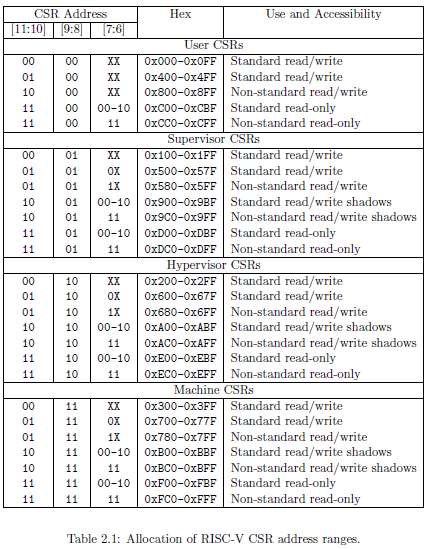 CSR Address Hex Use and Accessibility
[11:10] [9:8] [7:6]
User CSRs
00 00 XX 0x000-0x0FF Standard read/write
01 00 XX 0x400-0x4FF Standard read/write
10 00 XX 0x800-0x8FF Non-standard read/write
11 00 00-10 0xC00-0xCBF Standard read-only
11 00 11 0xCC0-0xCFF Non-standard read-only
Supervisor CSRs
00 01 XX 0x100-0x1FF Standard read/write
01 01 0X 0x500-0x57F Standard read/write
01 01 1X 0x580-0x5FF Non-standard read/write
10 01 00-10 0x900-0x9BF Standard read/write shadows
10 01 11 0x9C0-0x9FF Non-standard read/write shadows
11 01 00-10 0xD00-0xDBF Standard read-only
11 01 11 0xDC0-0xDFF Non-standard read-only
Hypervisor CSRs
00 10 XX 0x200-0x2FF Standard read/write
01 10 0X 0x600-0x67F Standard read/write
01 10 1X 0x680-0x6FF Non-standard read/write
10 10 00-10 0xA00-0xABF Standard read/write shadows
10 10 11 0xAC0-0xAFF Non-standard read/write shadows
11 10 00-10 0xE00-0xEBF Standard read-only
11 10 11 0xEC0-0xEFF Non-standard read-only
Machine CSRs
00 11 XX 0x300-0x3FF Standard read/write
01 11 0X 0x700-0x77F Standard read/write
01 11 1X 0x780-0x7FF Non-standard read/write
10 11 00-10 0xB00-0xBBF Standard read/write shadows
10 11 11 0xBC0-0xBFF Non-standard read/write shadows
11 11 00-10 0xF00-0xFBF Standard read-only
11 11 11 0xFC0-0xFFF Non-standard read-only
Table 2.1: Allocation of RISC-V CSR address ranges.